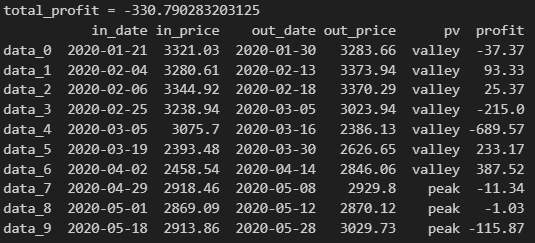 total_profit = -330.790283203125
in_date in_price out_date out_price pv profit
data_0 2020-01-21 3321.03 2020-01-30 3283.66 valley -37.37
data_1 2020-02-04 3280.61 2020-02-13 3373.94 valley 93.33
data_2 2020-02-06 3344.92 2020-02-18 3370.29 valley 25.37
data_3 2020-02-25 3238.94 2020-03-05 3023.94 valley -215.0
data_4 2020-03-05 3075.7 2020-03-16 2386.13 valley -689.57
data_5 2020-03-19 2393.48 2020-03-30 2626.65 valley 233.17
data_6 2020-04-02 2458.54 2020-04-14 2846.06 valley 387.52
data_7 2020-04-29 2918.46 2020-05-08 2929.8 peak -11.34
data_8 2020-05-01 2869.09 2020-05-12 2870.12 peak -1.03
data_9 2020-05-18 2913.86 2020-05-28 3029.73 peak -115.87